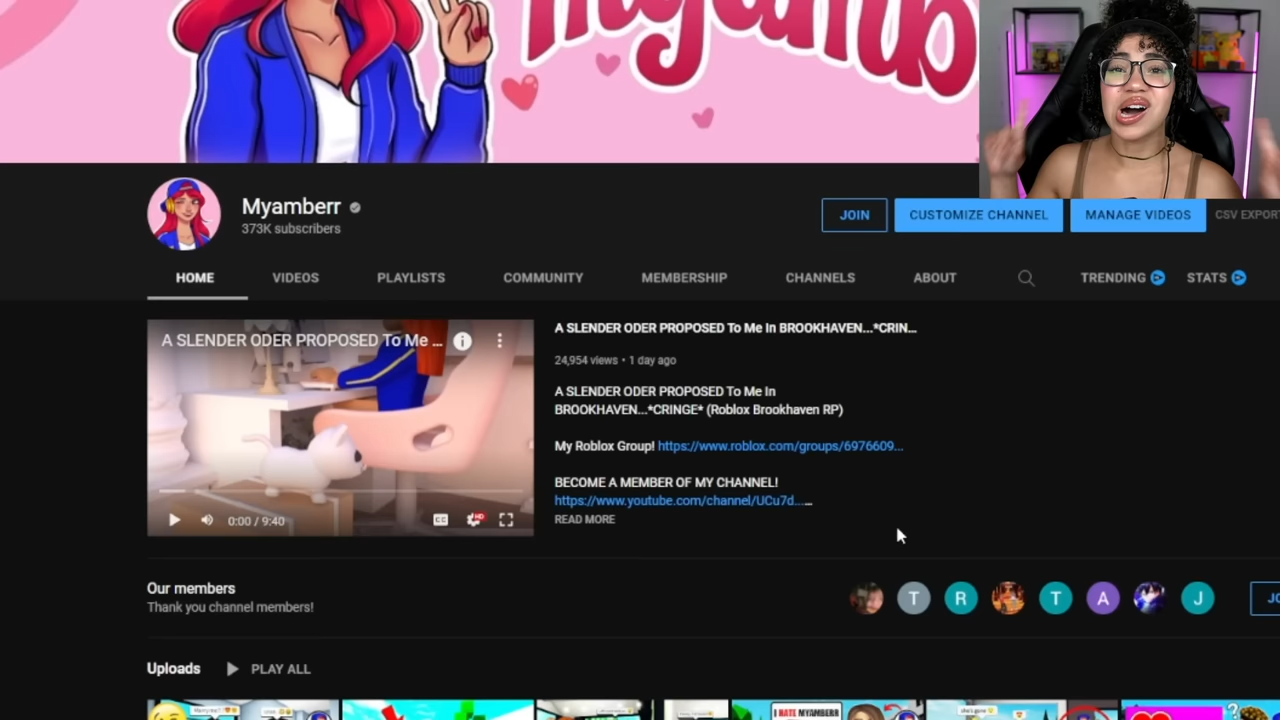 myamb
Myamberr
373K subscribers
JOIN
CUSTOMIZE CHANNEL
MANAGE VIDEOS
CSV EXPORT
HOME
VIDEOS
PLAYLISTS
COMMUNITY
MEMBERSHIP
CHANNELS
ABOUT
TRENDING
STATS
A SLENDER ODER PROPOSED To Me ...
A SLENDER ODER PROPOSED To Me In BROOKHAVEN...*CRIN...
24,954 views • 1 day ago
A SLENDER ODER PROPOSED To Me In
BROOKHAVEN...*CRINGE* (Roblox Brookhaven RP)
My Roblox Group! https://www.roblox.com/groups/6976609...
BECOME A MEMBER OF MY CHANNEL!
https://www.youtube.com/channel/UCu7d......
READ MORE
0:00 / 9:40
CC
HD
Our members
Thank you channel members!
T
R
T
A
J
JO
Uploads
PLAY ALL
I HATE MYAMBERR